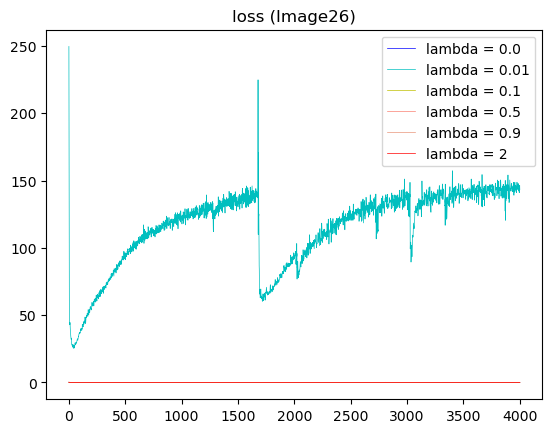 loss (Image26)
250
200
150
100
50
0
lambda = 0.0
lambda = 0.01
lambda = 0.1
lambda = 0.5
lambda = 0.9
lambda = 2
0 500 1000 1500 2000 2500 3000 3500 4000